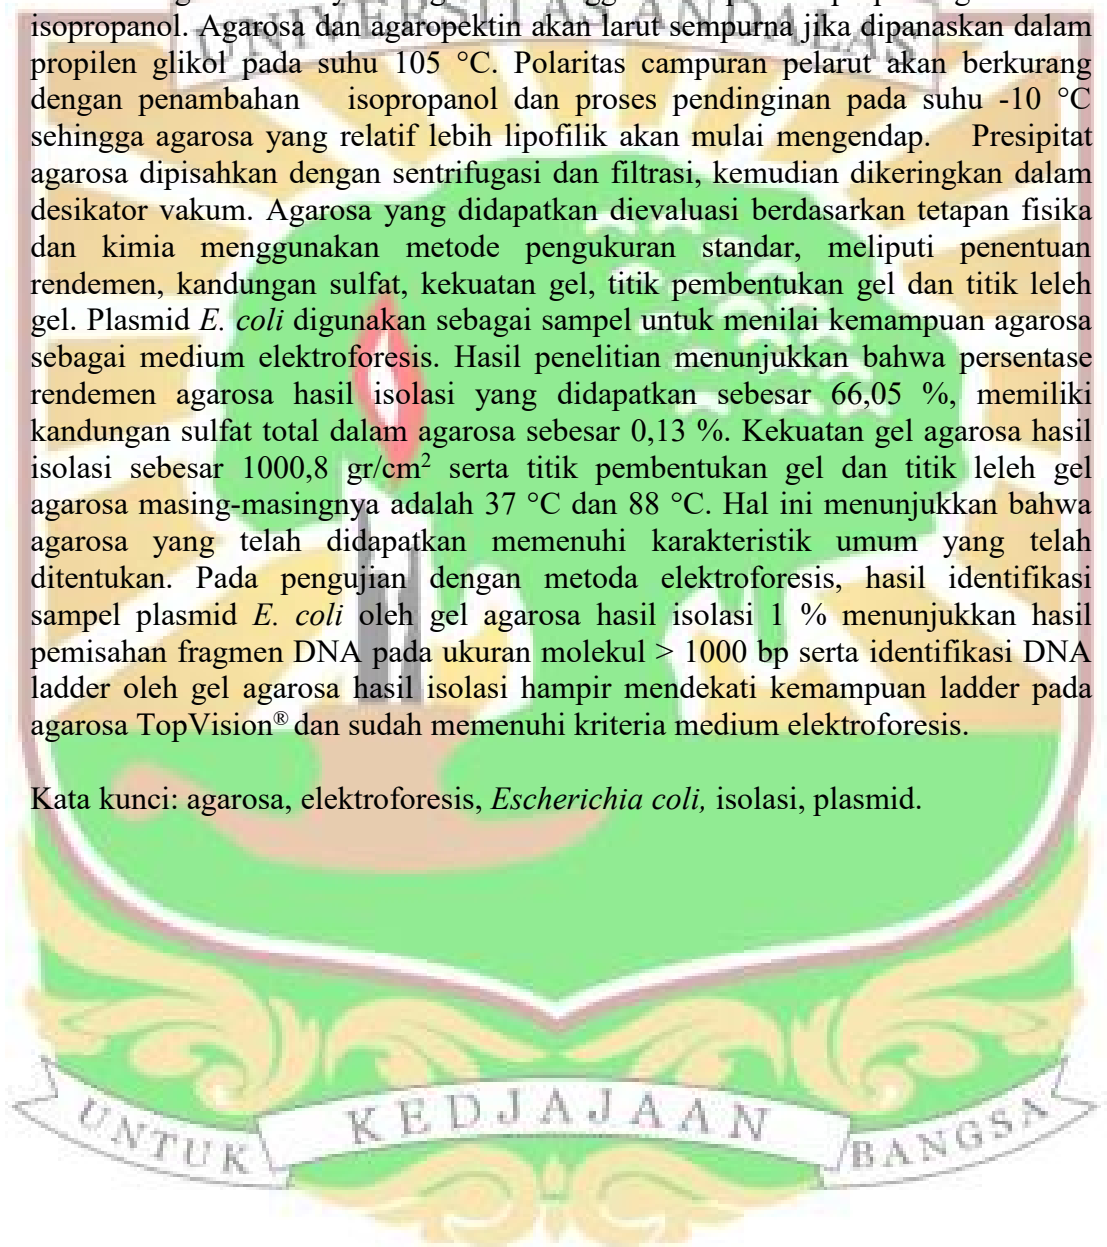 UNIVERSITAS ANDALAS
isopropanol. Agarosa dan agaropektin akan larut sempurna jika dipanaskan dalam
propilen glikol pada suhu 105 °C. Polaritas campuran pelarut akan berkurang
dengan penambahan isopropanol dan proses pendinginan pada suhu -10 °C
sehingga agarosa yang relatif lebih lipofilik akan mulai mengendap. Presipitat
agarosa dipisahkan dengan sentrifugasi dan filtrasi, kemudian dikeringkan dalam
desikator vakum. Agarosa yang didapatkan dievaluasi berdasarkan tetapan fisika
dan kimia menggunakan metode pengukuran standar, meliputi penentuan
rendemen, kandungan sulfat, kekuatan gel, titik pembentukan gel dan titik leleh
gel. Plasmid E. coli digunakan sebagai sampel untuk menilai kemampuan agarosa
sebagai medium elektroforesis. Hasil penelitian menunjukkan bahwa persentase
rendemen agarosa hasil isolasi yang didapatkan sebesar 66,05 %, memiliki
kandungan sulfat total dalam agarosa sebesar 0,13 %. Kekuatan gel agarosa hasil
isolasi sebesar 1000,8 gr/cm² serta titik pembentukan gel dan titik leleh gel
agarosa masing-masingnya adalah 37 °C dan 88 °C. Hal ini menunjukkan bahwa
agarosa yang telah didapatkan memenuhi karakteristik umum yang telah
ditentukan. Pada pengujian dengan metoda elektroforesis, hasil identifikasi
sampel plasmid E. coli oleh gel agarosa hasil isolasi 1 % menunjukkan hasil
pemisahan fragmen DNA pada ukuran molekul > 1000 bp serta identifikasi DNA
ladder oleh gel agarosa hasil isolasi hampir mendekati kemampuan ladder pada
agarosa TopVision® dan sudah memenuhi kriteria medium elektroforesis.
Kata kunci: agarosa, elektroforesis, Escherichia coli, isolasi, plasmid.
UNTUK KEDJAJAAN BANGSA